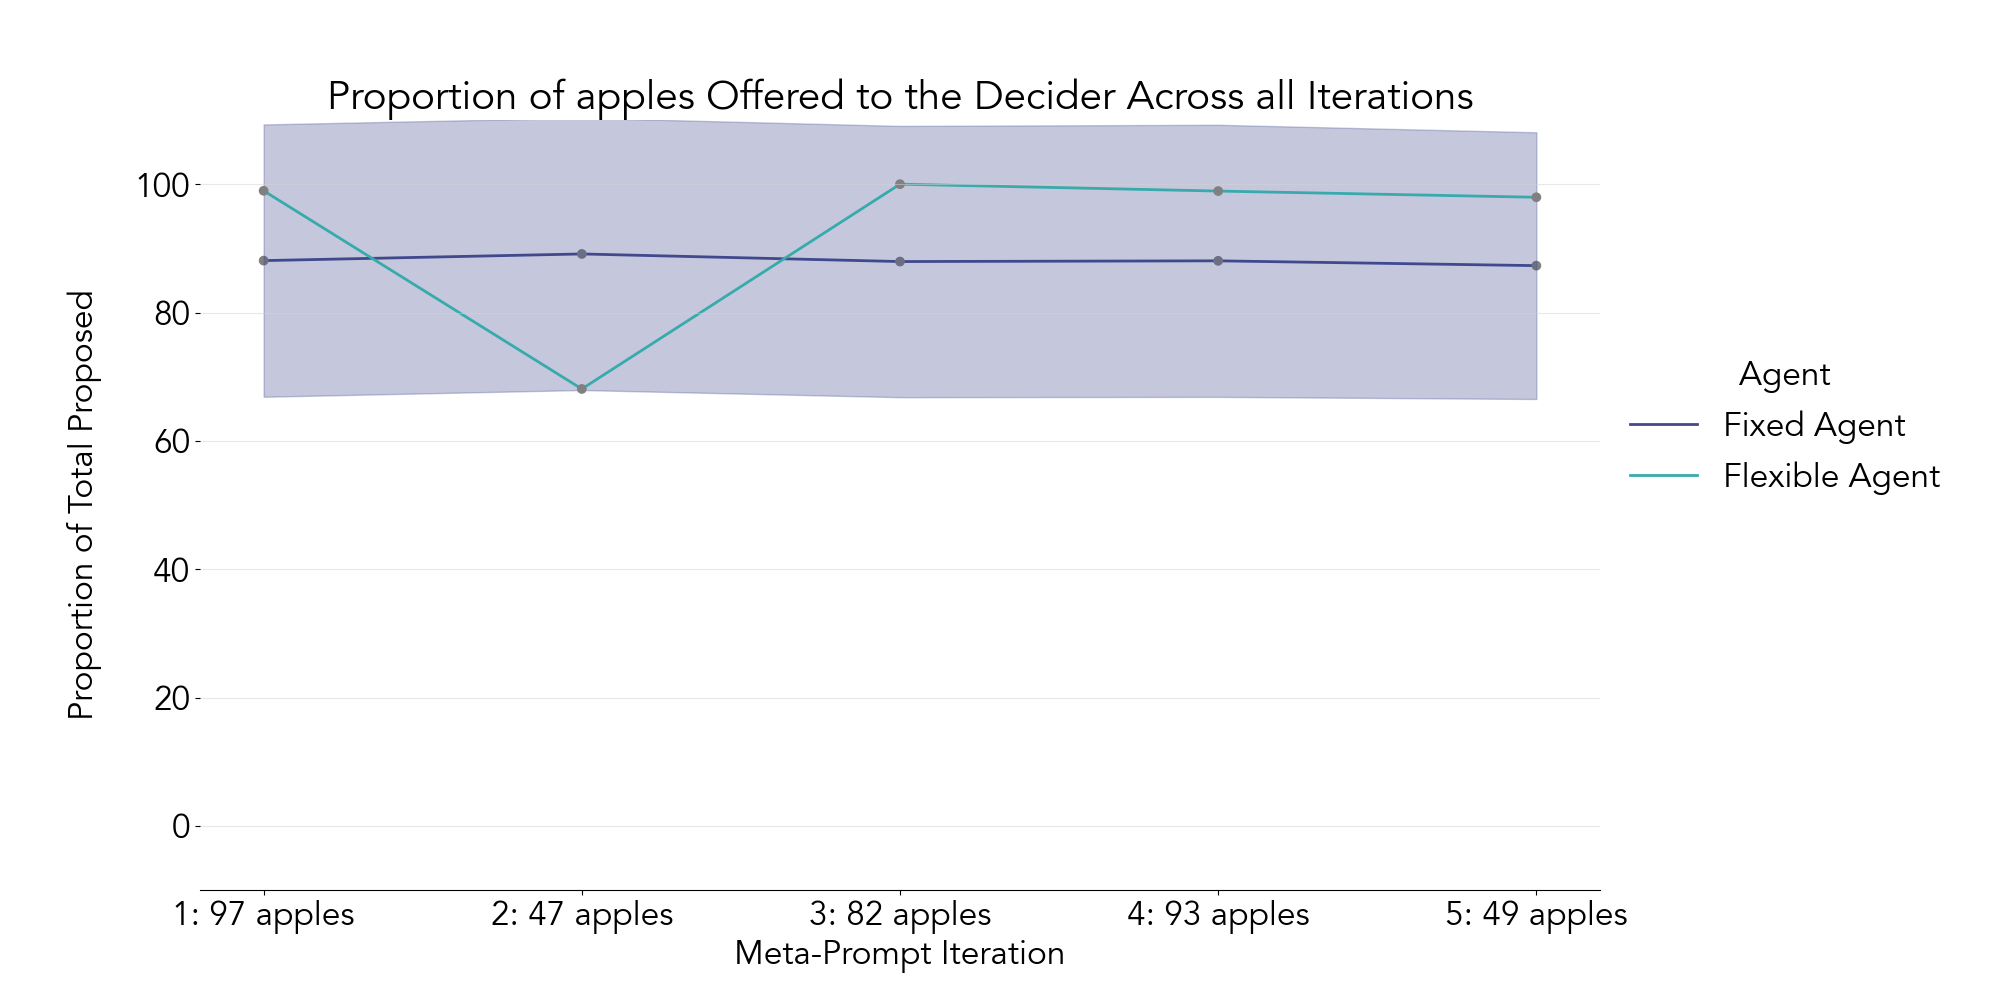 Proportion of apples Offered to the Decider Across all Iterations
Proportion of Total Proposed
100
80
60
40
20
0
1: 97 apples
2: 47 apples
3: 82 apples
4: 93 apples
5: 49 apples
Meta-Prompt Iteration
Agent
Fixed Agent
Flexible Agent